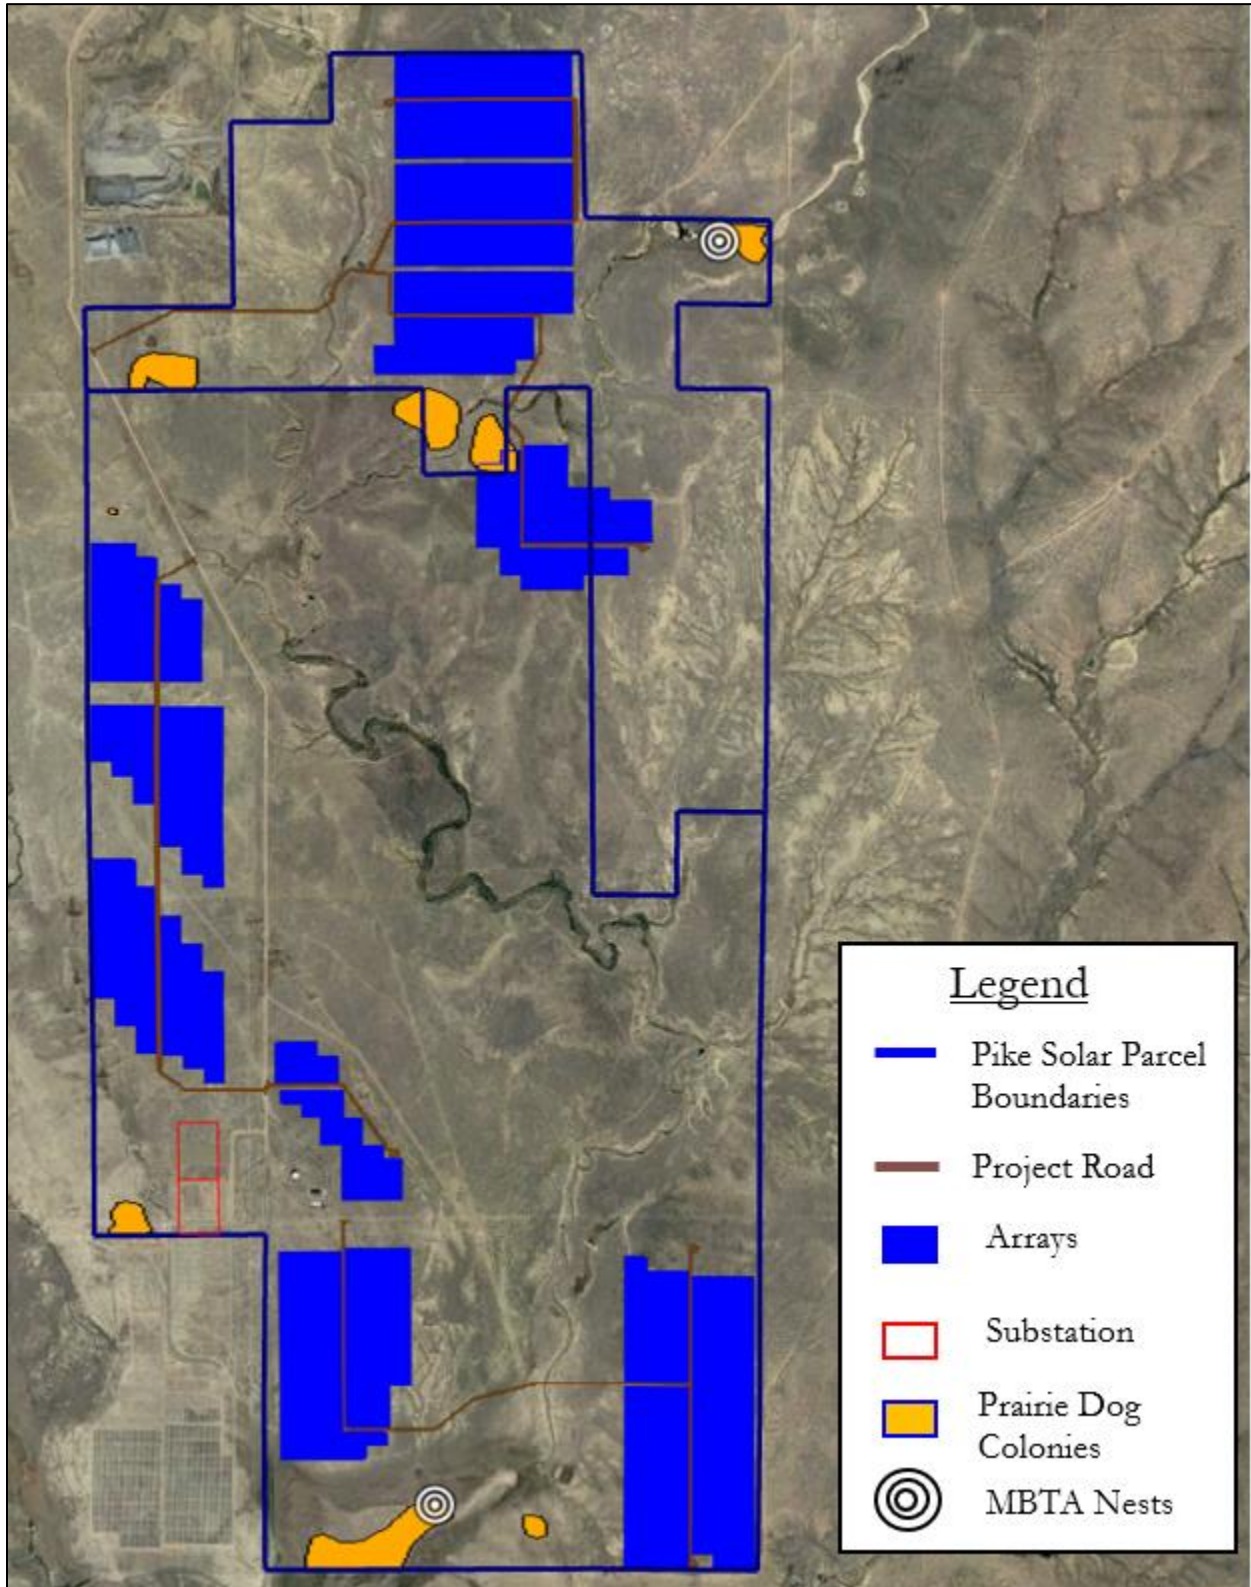 Legend
Pike Solar Parcel
Boundaries
Project Road
Arrays
Substation
Prairie Dog
Colonies
MBTA Nests